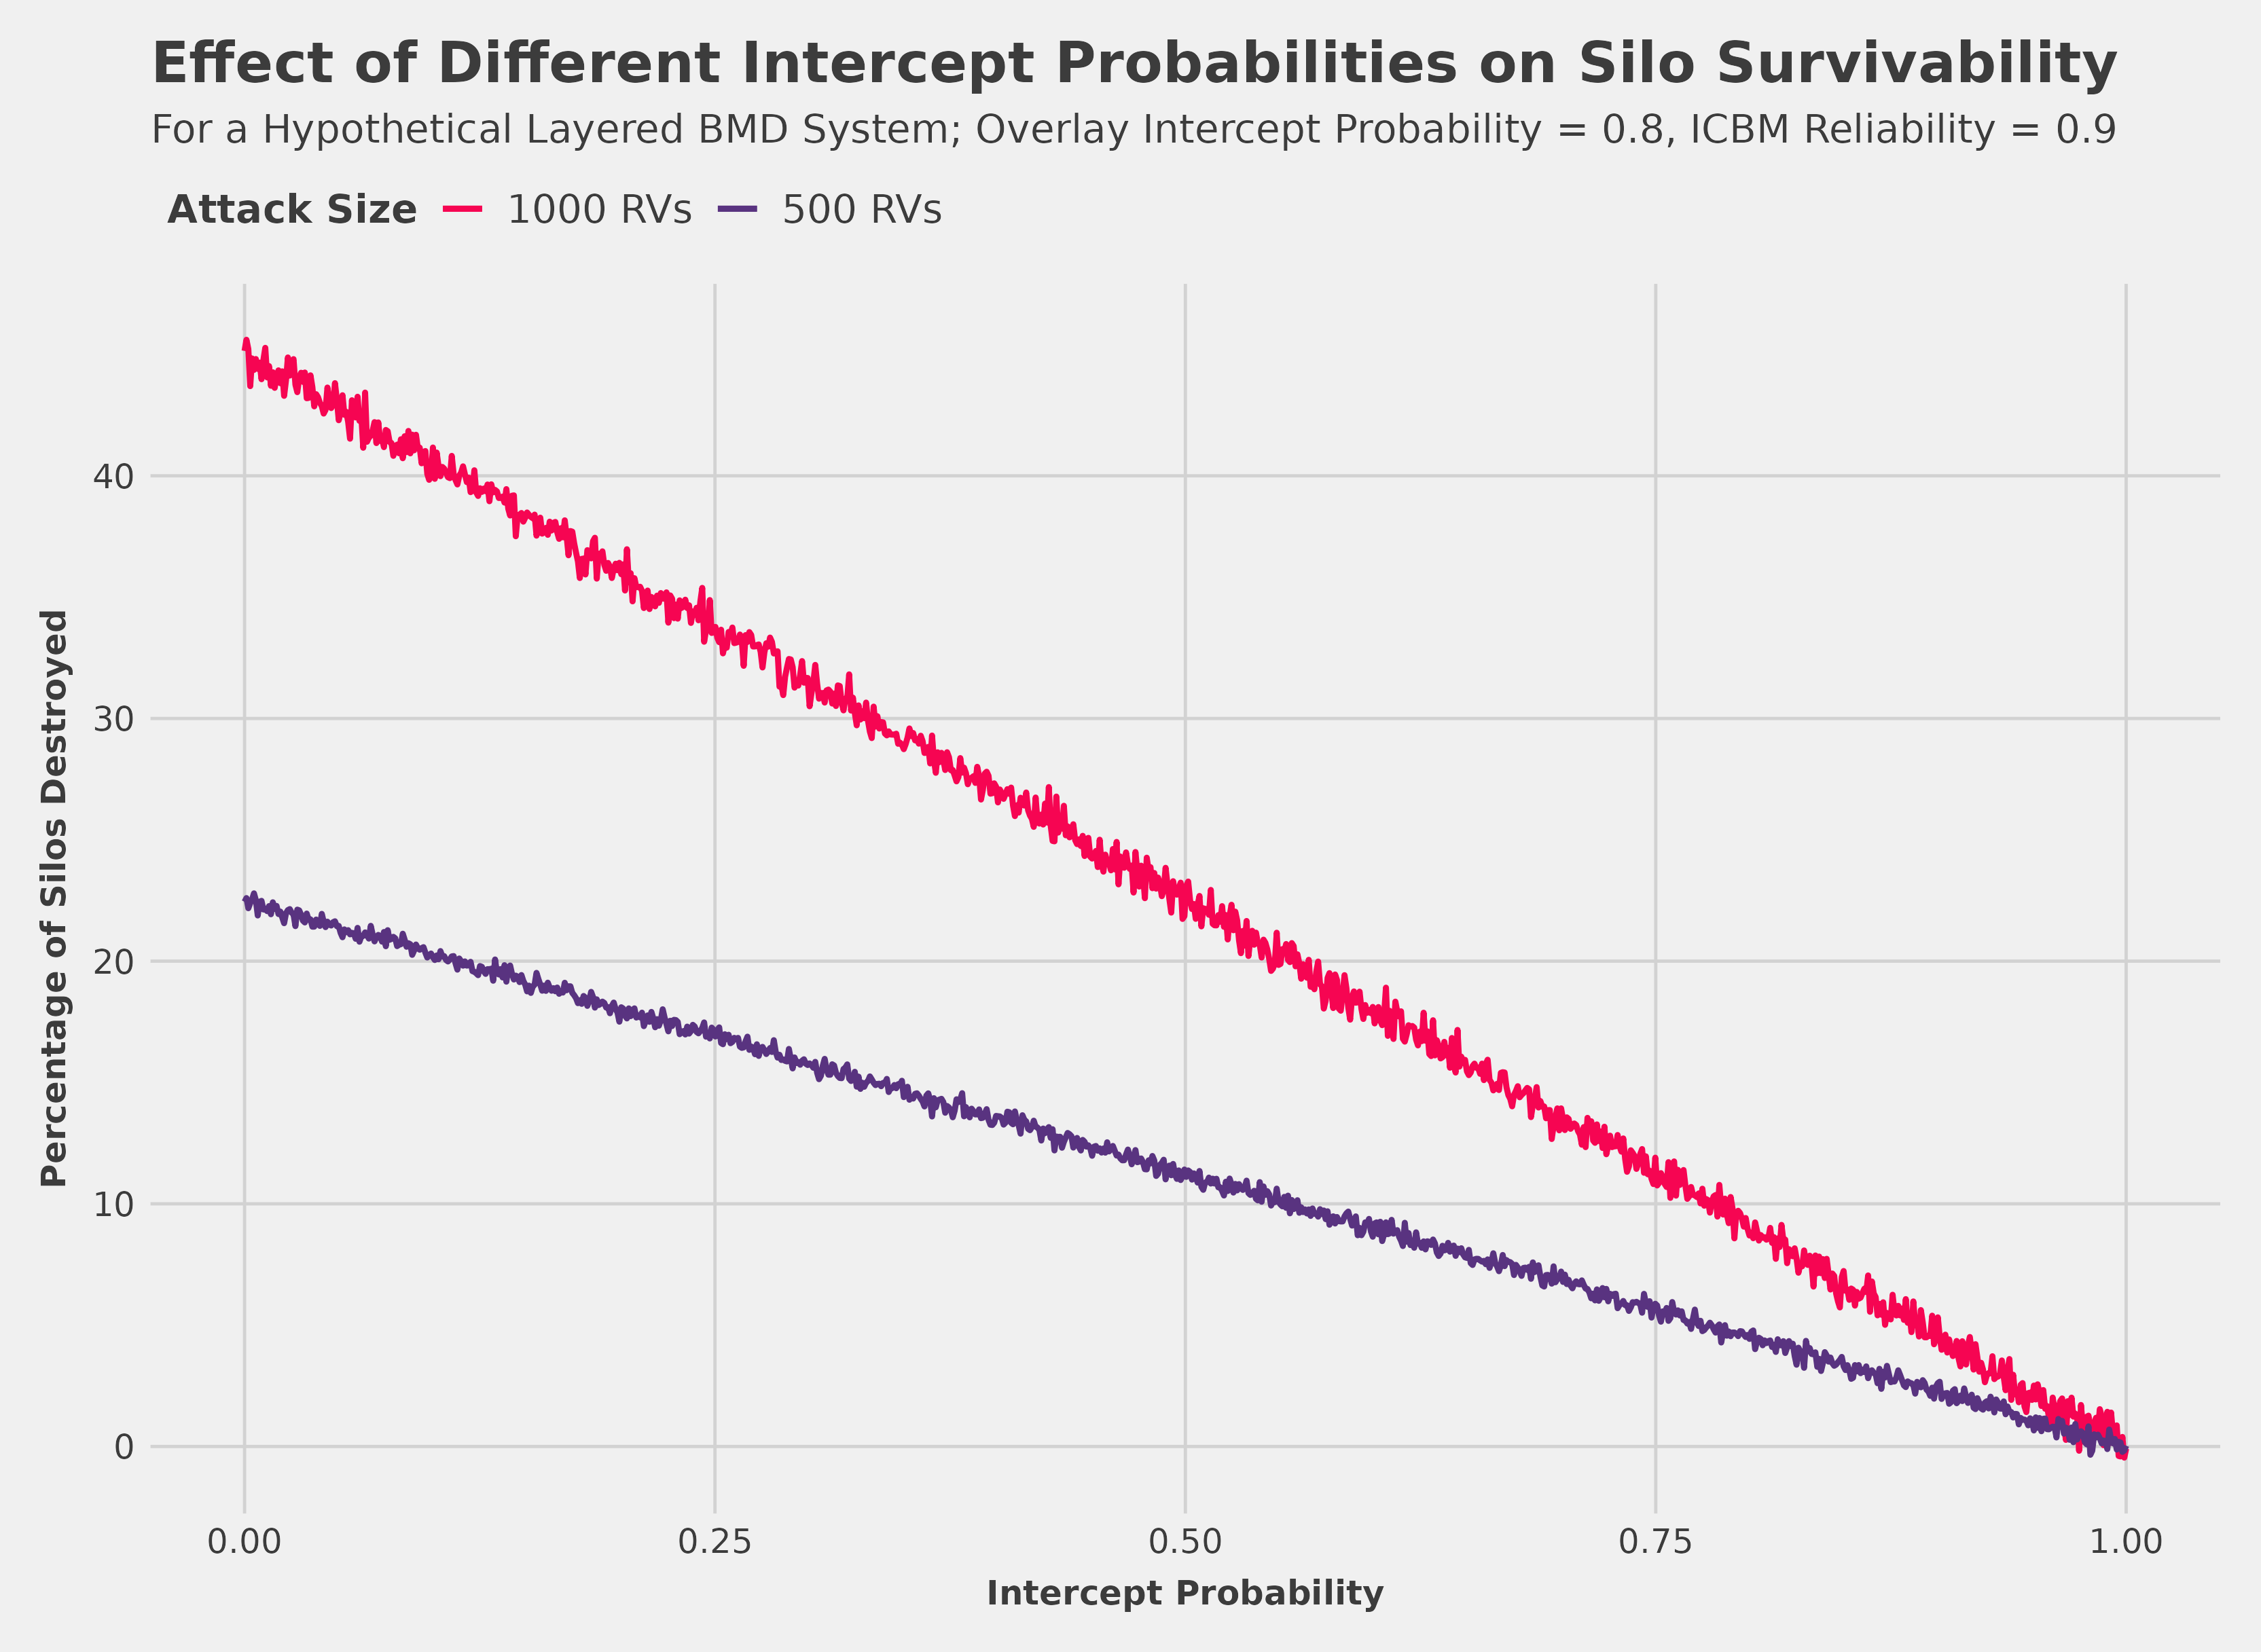 Effect of Different Intercept Probabilities on Silo Survivability
For a Hypothetical Layered BMD System; Overlay Intercept Probability = 0.8, ICBM Reliability = 0.9
Attack Size 1000 RVs 500 RVs
Percentage of Silos Destroyed
40
30
20
10
0
0.00 0.25 0.50 0.75 1.00
Intercept Probability